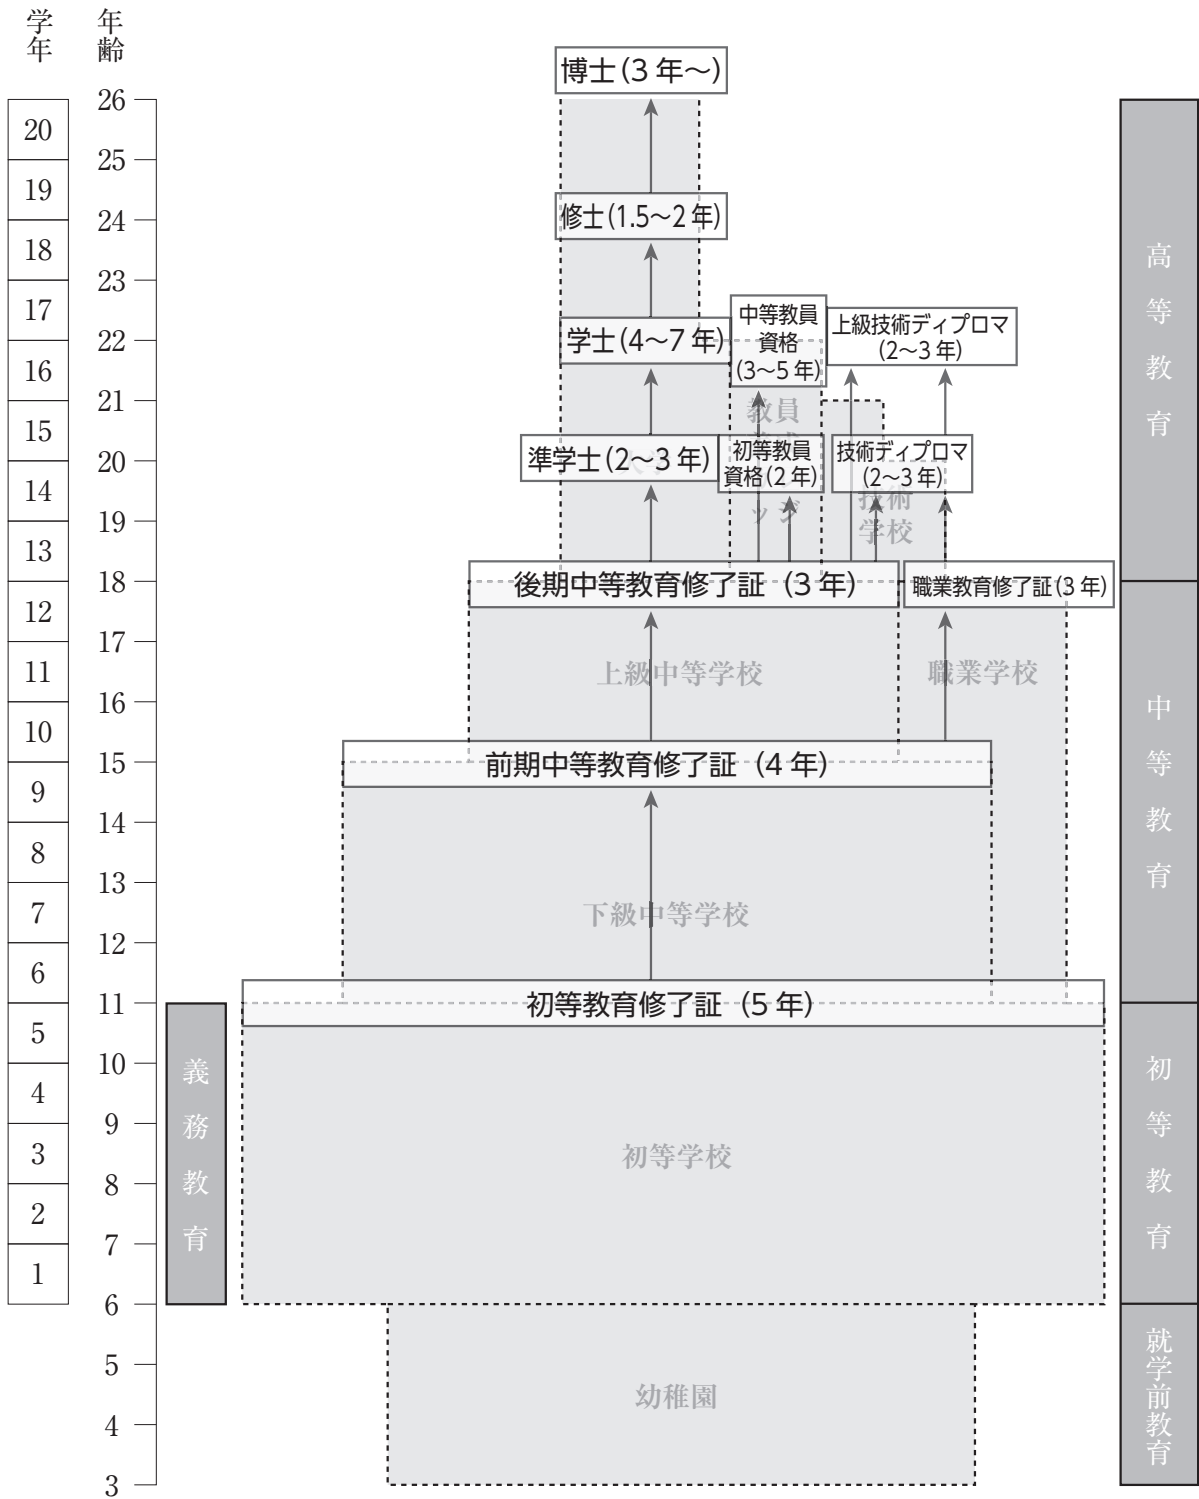 学年
年齢
博士(3 年〜)
26
20
25
19
修士(1.5〜2 年)
24
18
高等教育
23
17
中等教員
資格
(3〜5 年)
上級技術ディプロマ
(2〜3 年)
学士(4〜7 年)
22
16
21
教員
15
準学士(2〜3 年)
初等教員
資格(2 年)
技術ディプロマ
(2〜3 年)
20
14
ッジ
技術
学校
19
13
後期中等教育修了証(3 年)
職業教育修了証(3 年)
18
12
17
上級中等学校
職業学校
11
16
中等教育
10
前期中等教育修了証(4 年)
15
9
14
8
13
7
下級中等学校
12
6
初等教育修了証(5 年)
11
5
義務教育
10
初等教育
4
9
3
初等学校
8
2
7
1
6
就学前教育
5
幼稚園
4
3